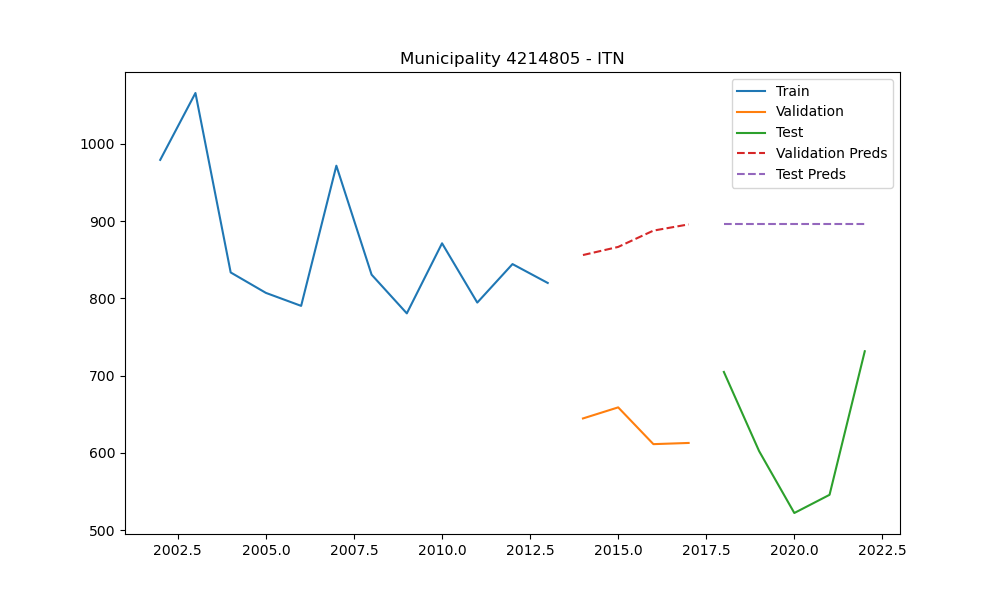 Municipality 4214805 - ITN
Train
Validation
Test
Validation Preds
Test Preds
1000
900
800
700
600
500
2002.5 2005.0 2007.5 2010.0 2012.5 2015.0 2017.5 2020.0 2022.5